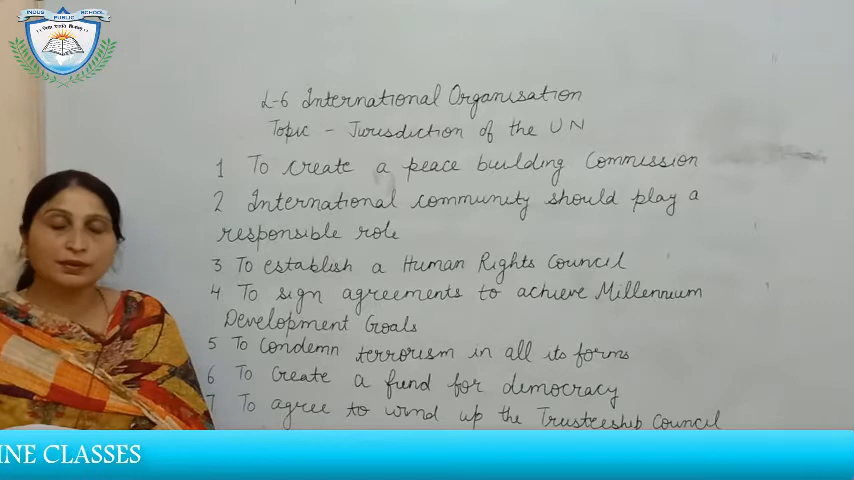 INDUS PUBLIC SCHOOL
L-6 International Organisation
Topic - Jurisdiction of the UN
1 To create a peace building Commission
2 International community should play a
responsible role
3 To establish a Human Rights Council
4 To sign agreements to achieve Millennium
Development Goals
5 To Condemn terrorism in all its forms
6 To Create a fund for democracy
7 To agree to wind up the Trusteeship Council
INE CLASSES